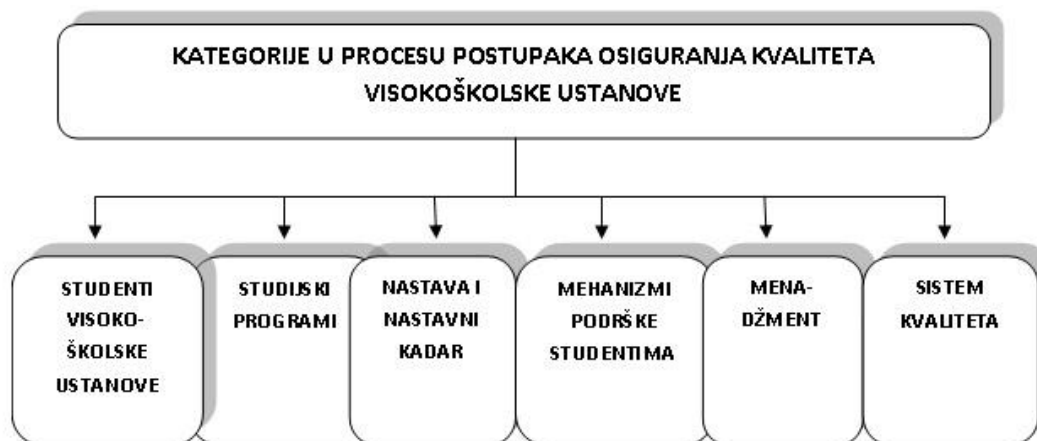 KATEGORIJE U PROCESU POSTUPAKA OSIGURANJA KVALITETA
VISOKOŠKOLSKE USTANOVE
STUDENTI
VISOKO-
ŠKOLSKE
USTANOVE
STUDIJSKI
PROGRAMI
NASTAVA I
NASTAVNI
KADAR
MEHANIZMI
PODRŠKE
STUDENTIMA
MENA-
DŽMENT
SISTEM
KVALITETA